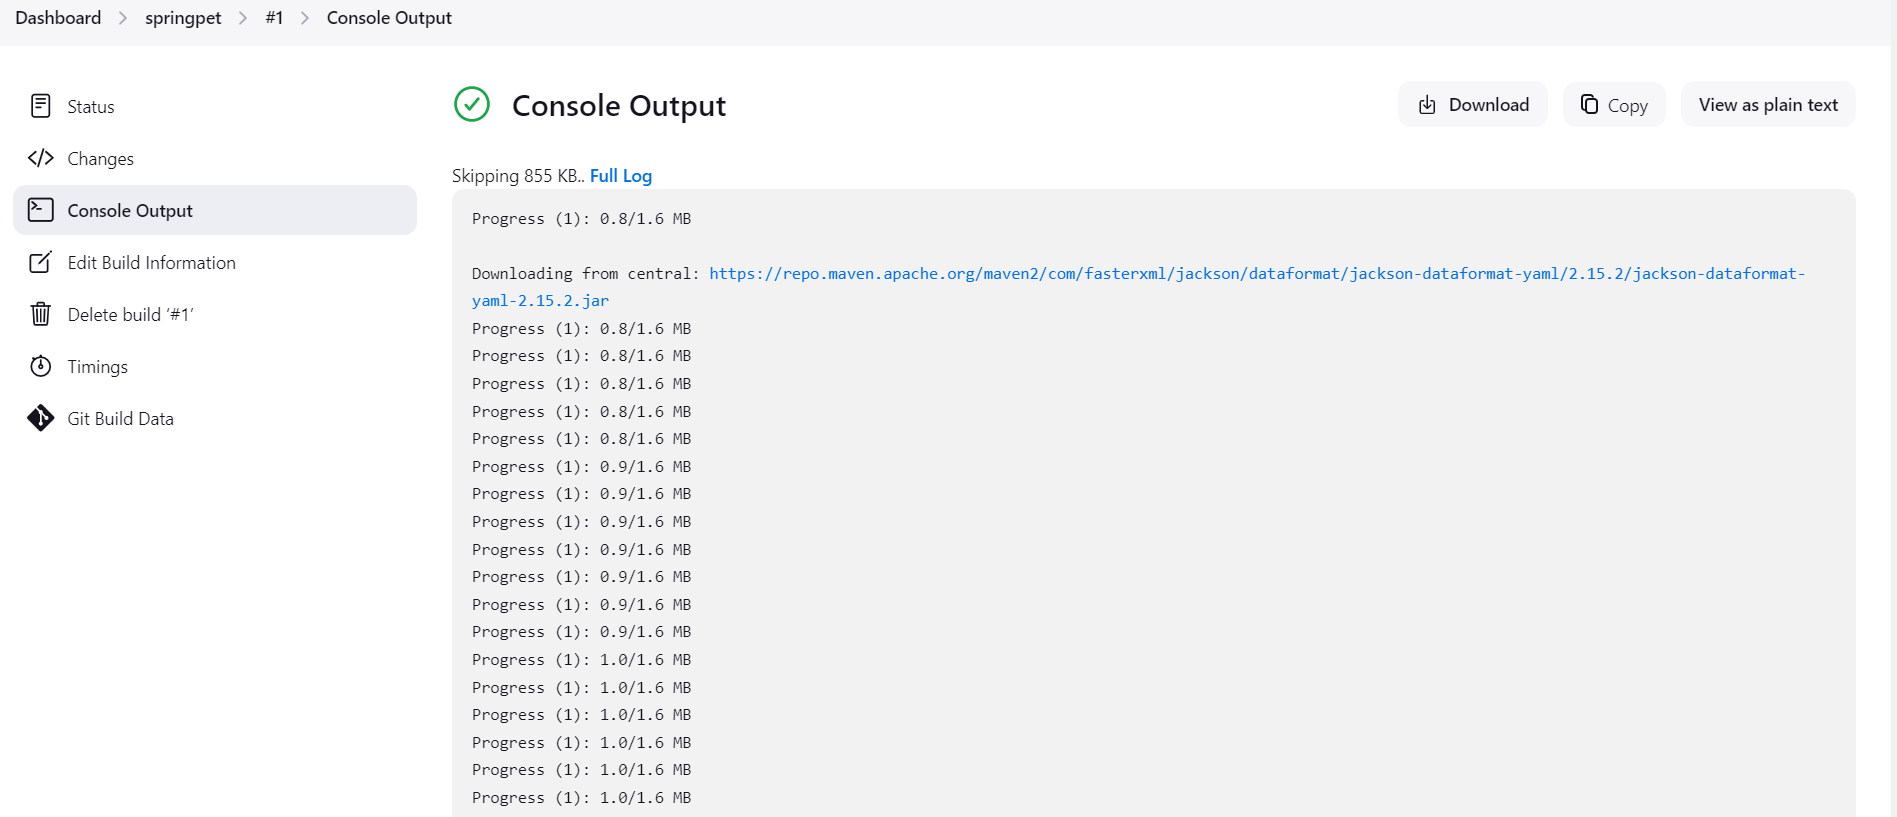 Dashboard > springpet > #1 > Console Output
Status
Changes
Console Output
Edit Build Information
Delete build ‘#1’
Timings
Git Build Data
Console Output
Download
Copy
View as plain text
Skipping 855 KB.. Full Log
Progress (1): 0.8/1.6 MB
Downloading from central: https://repo.maven.apache.org/maven2/com/fasterxml/jackson/dataformat/jackson-dataformat-yaml/2.15.2/jackson-dataformat-
yaml-2.15.2.jar
Progress (1): 0.8/1.6 MB
Progress (1): 0.8/1.6 MB
Progress (1): 0.8/1.6 MB
Progress (1): 0.8/1.6 MB
Progress (1): 0.8/1.6 MB
Progress (1): 0.9/1.6 MB
Progress (1): 0.9/1.6 MB
Progress (1): 0.9/1.6 MB
Progress (1): 0.9/1.6 MB
Progress (1): 0.9/1.6 MB
Progress (1): 0.9/1.6 MB
Progress (1): 0.9/1.6 MB
Progress (1): 1.0/1.6 MB
Progress (1): 1.0/1.6 MB
Progress (1): 1.0/1.6 MB
Progress (1): 1.0/1.6 MB
Progress (1): 1.0/1.6 MB
Progress (1): 1.0/1.6 MB